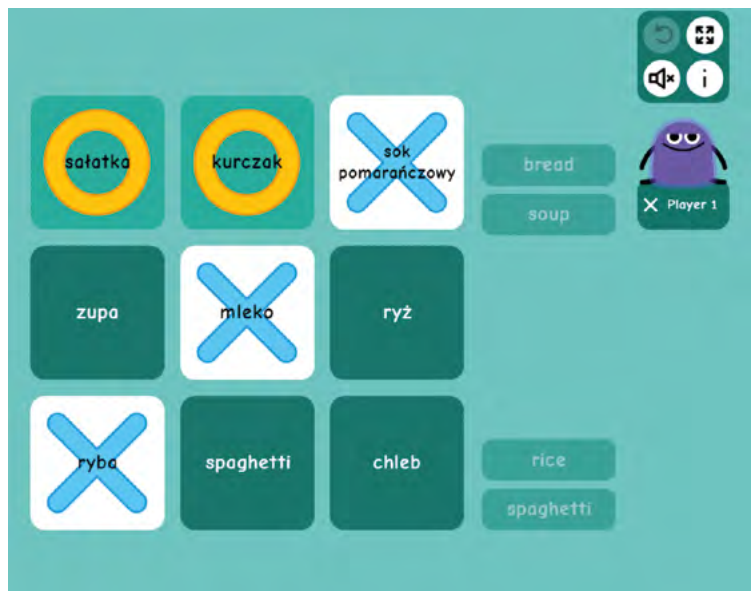 sałatka
kurczak
sok
pomarańczowy
bread
soup
Player 1
zupa
mleko
ryż
ryba
spaghetti
chleb
rice
spaghetti